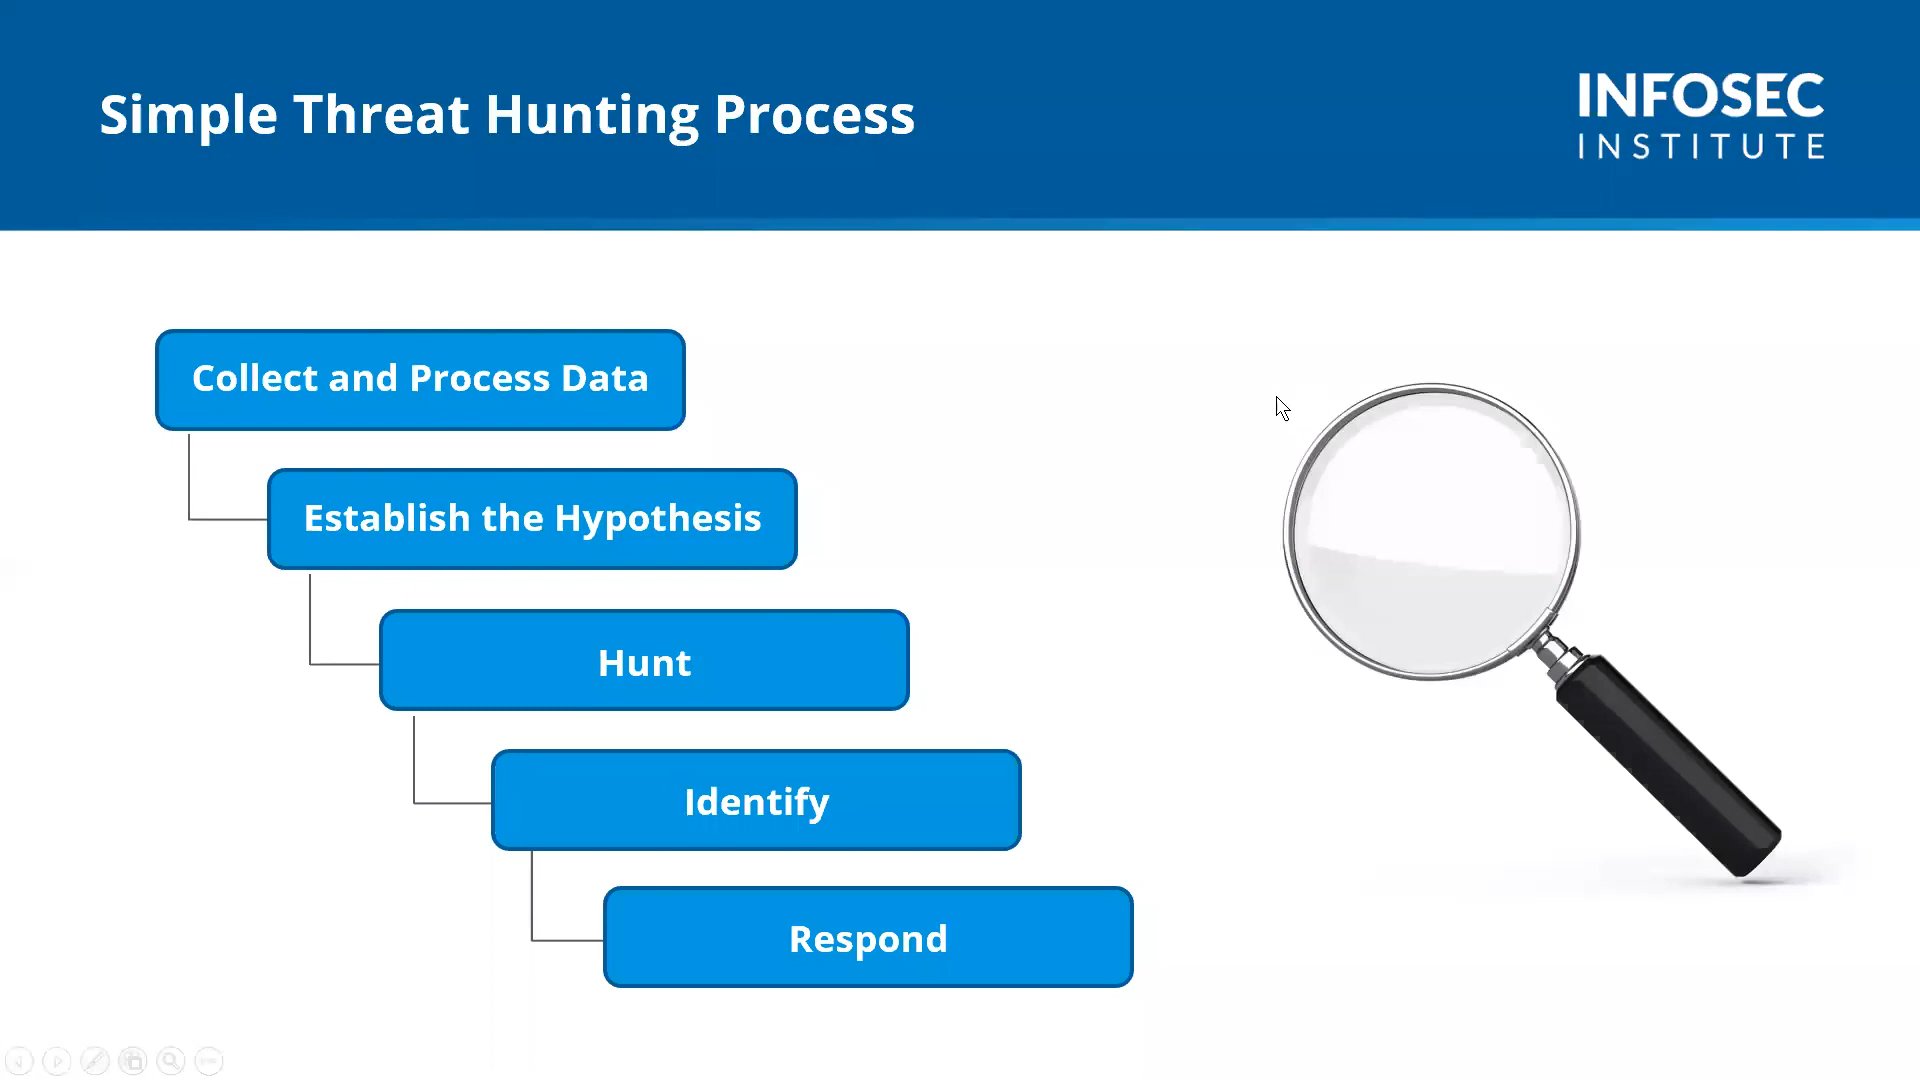 Simple Threat Hunting Process
INFOSEC
INSTITUTE
Collect and Process Data
Establish the Hypothesis
Hunt
Identify
Respond